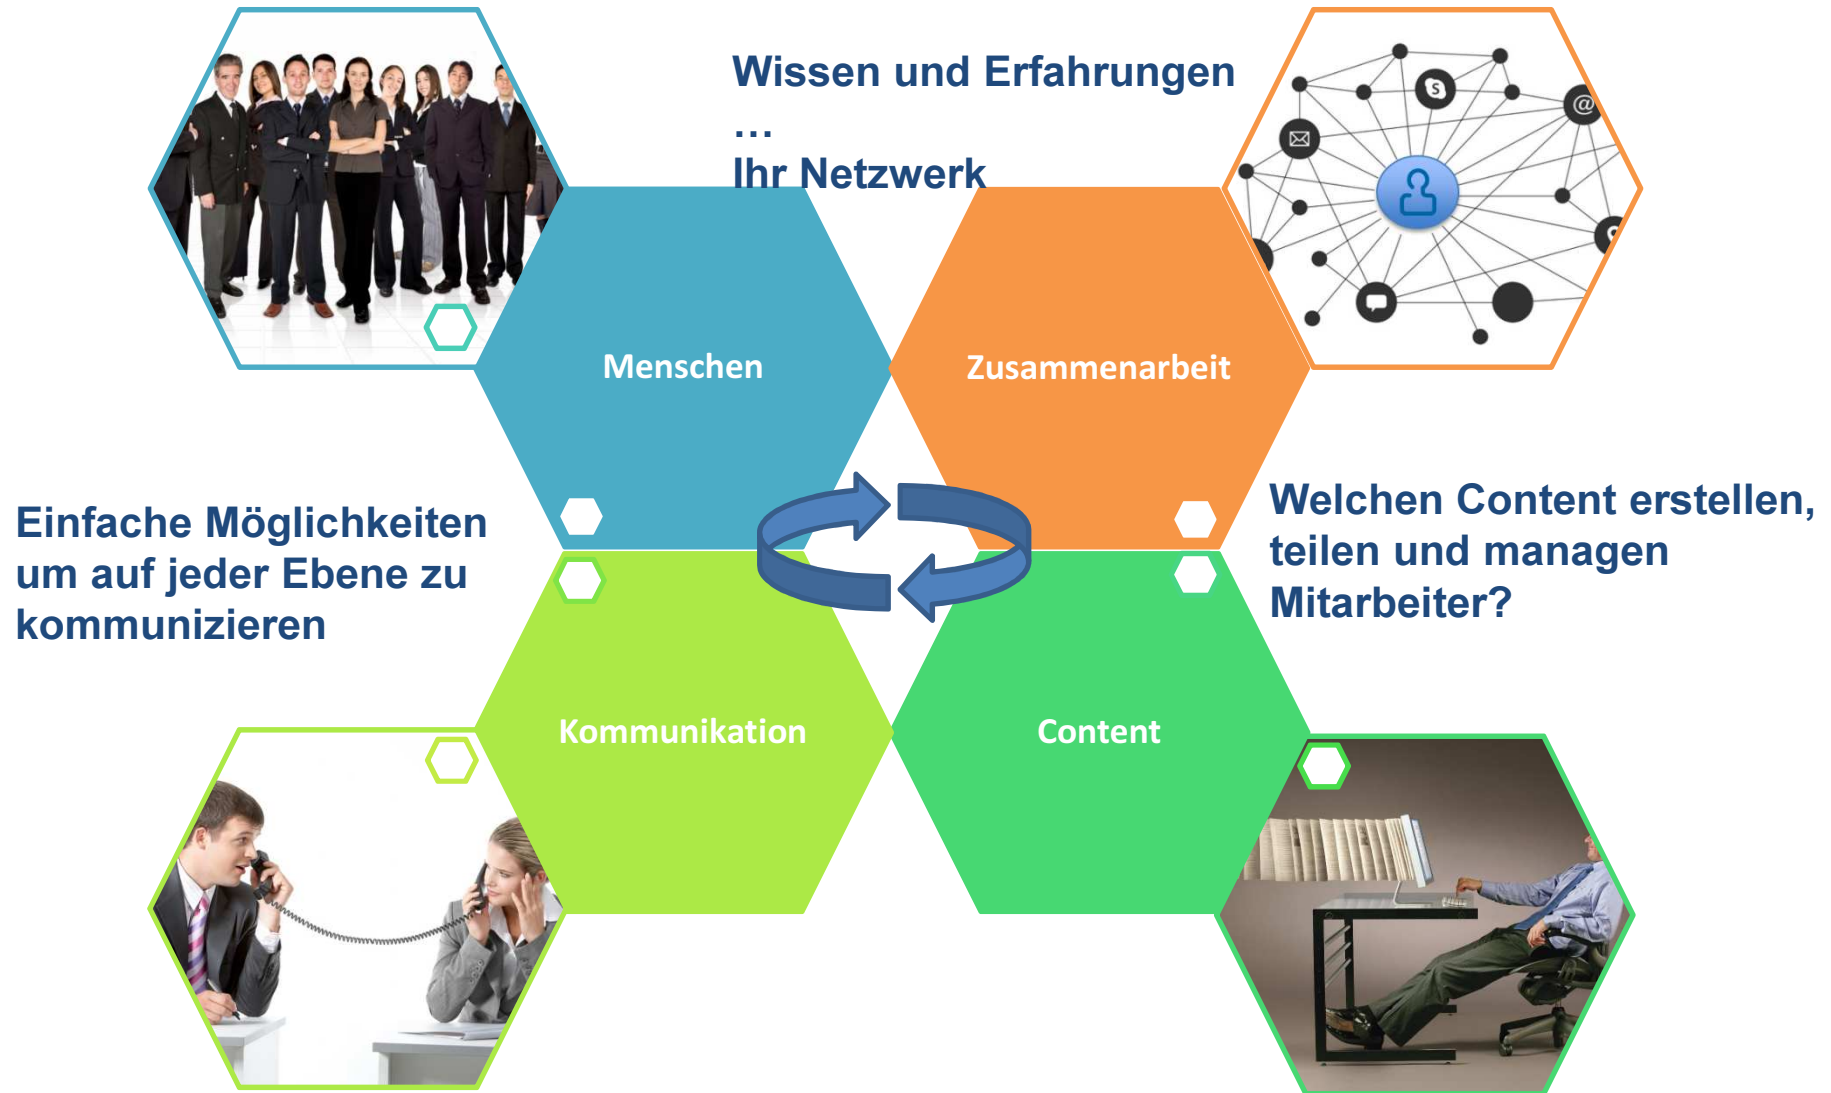 Wissen und Erfahrungen
…
Ihr Netzwerk
Menschen
Zusammenarbeit
Einfache Möglichkeiten
um auf jeder Ebene zu
kommunizieren
Welchen Content erstellen,
teilen und managen
Mitarbeiter?
Kommunikation
Content